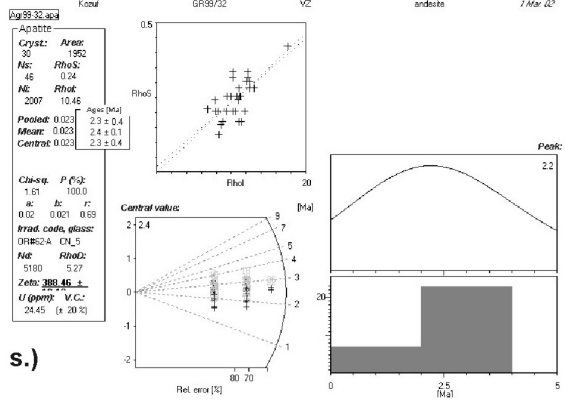 Kozuf GR99/32 VZ andesite 1 Mar. 02
Agr99-32.apa
Apatite
Cryst.: Area:
30 1952
Ns: RhoS:
46 0.24
Ni: RhoI:
2007 10.46
Ages [Ma]
Pooled: 0.023 2.3 ± 0.4
Mean: 0.023 2.4 ± 0.1
Central: 0.023 2.3 ± 0.4
Chi-sq. P (%):
1.61 100.0
a: b: r:
0.02 0.021 0.69
Irrad. code, glass:
OR#62-A CN_5
Nd: RhoD:
5180 5.27
Zeta: 388.46 ±
U (ppm): V.C.:
24.45 (± 20 %)
s.)
0.5
RhoS
RhoI 20
Central value: [Ma]
2.4
2
1
0
-1
-2
9
7
5
4
3
2
1
80 70
Rel. error [%]
Peak:
2.2
20
0 2.5 5
[Ma]